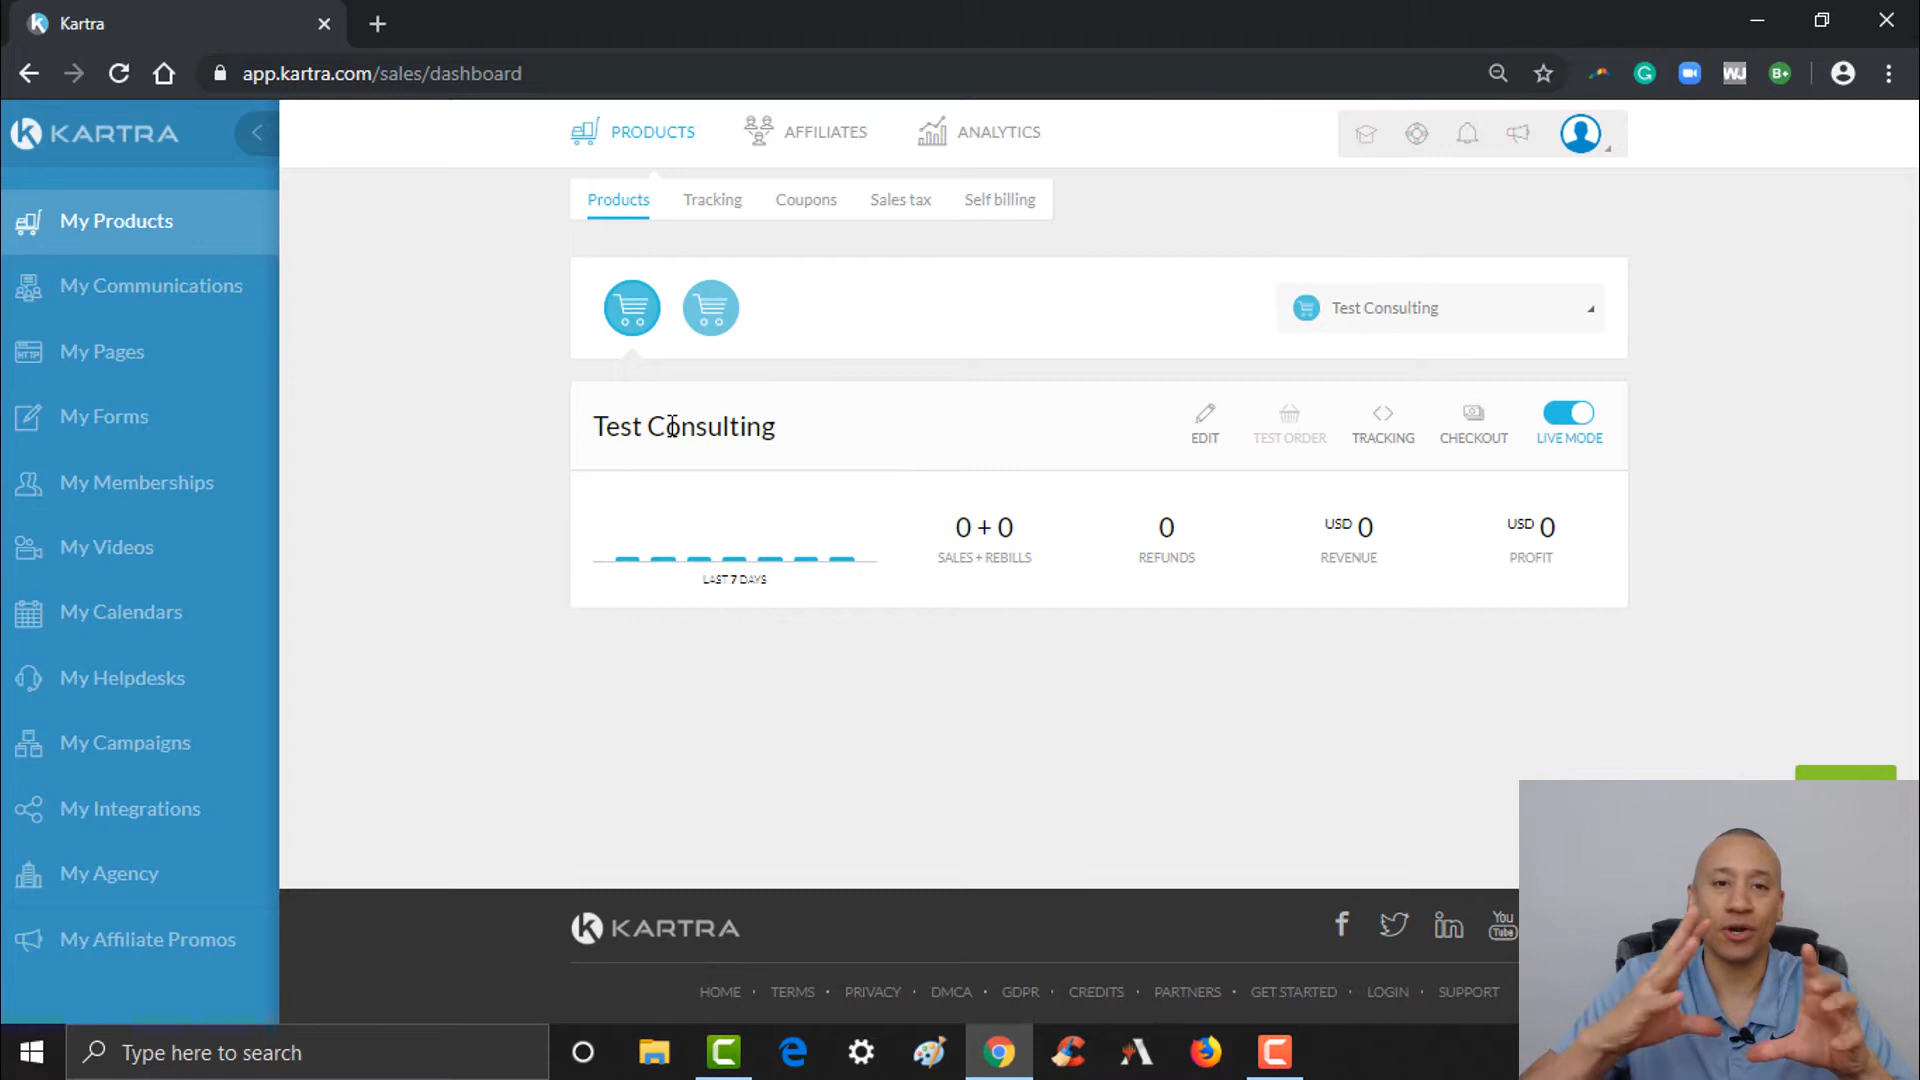 Kartra
app.kartra.com/sales/dashboard
WJ
B+
KARTRA
PRODUCTS
AFFILIATES
ANALYTICS
My Products
My Communications
My Pages
HTTP
My Forms
My Memberships
My Videos
My Calendars
My Helpdesks
My Campaigns
My Integrations
My Agency
My Affiliate Promos
Products
Tracking
Coupons
Sales tax
Self billing
Test Consulting
Test Consulting
EDIT
TEST ORDER
TRACKING
CHECKOUT
LIVE MODE
LAST 7 DAYS
0 + 0
SALES + REBILLS
0
REFUNDS
USD 0
REVENUE
USD 0
PROFIT
KARTRA
You
Tube
HOME · TERMS · PRIVACY · DMCA · GDPR · CREDITS · PARTNERS · GET STARTED · LOGIN · SUPPORT
Type here to search